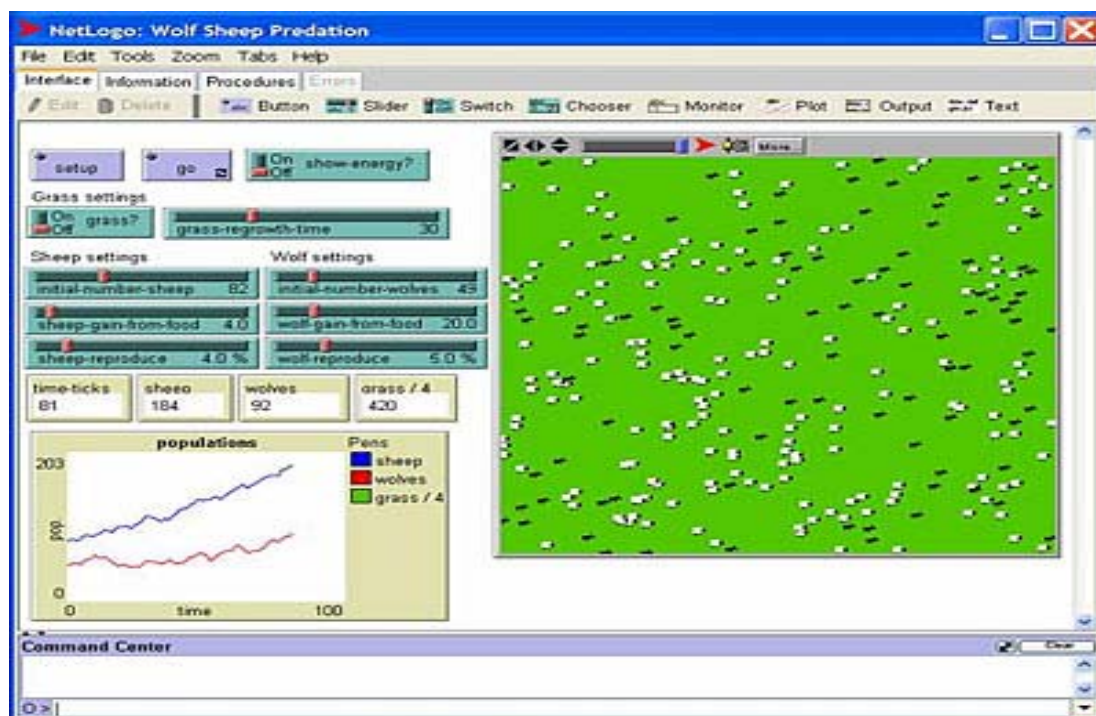 NetLogo: Wolf Sheep Predation
File Edit Tools Zoom Tabs Help
Interface Information Procedures Errors
Edit Delete Button Slider Switch Chooser Monitor Plot Output Text
setup go On Off show-energy? More...
Grass settings
On Off grass? grass-regrowth-time 30
Sheep settings Wolf settings
initial-number-sheep 82 initial-number-wolves 49
sheep-gain-from-food 4.0 wolf-gain-from-food 20.0
sheep-reproduce 4.0 % wolf-reproduce 5.0 %
time-ticks sheep wolves grass / 4
81 184 92 420
populations Pens
203
sheep
wolves
grass / 4
pop
0
0 time 100
Command Center Clear
O>